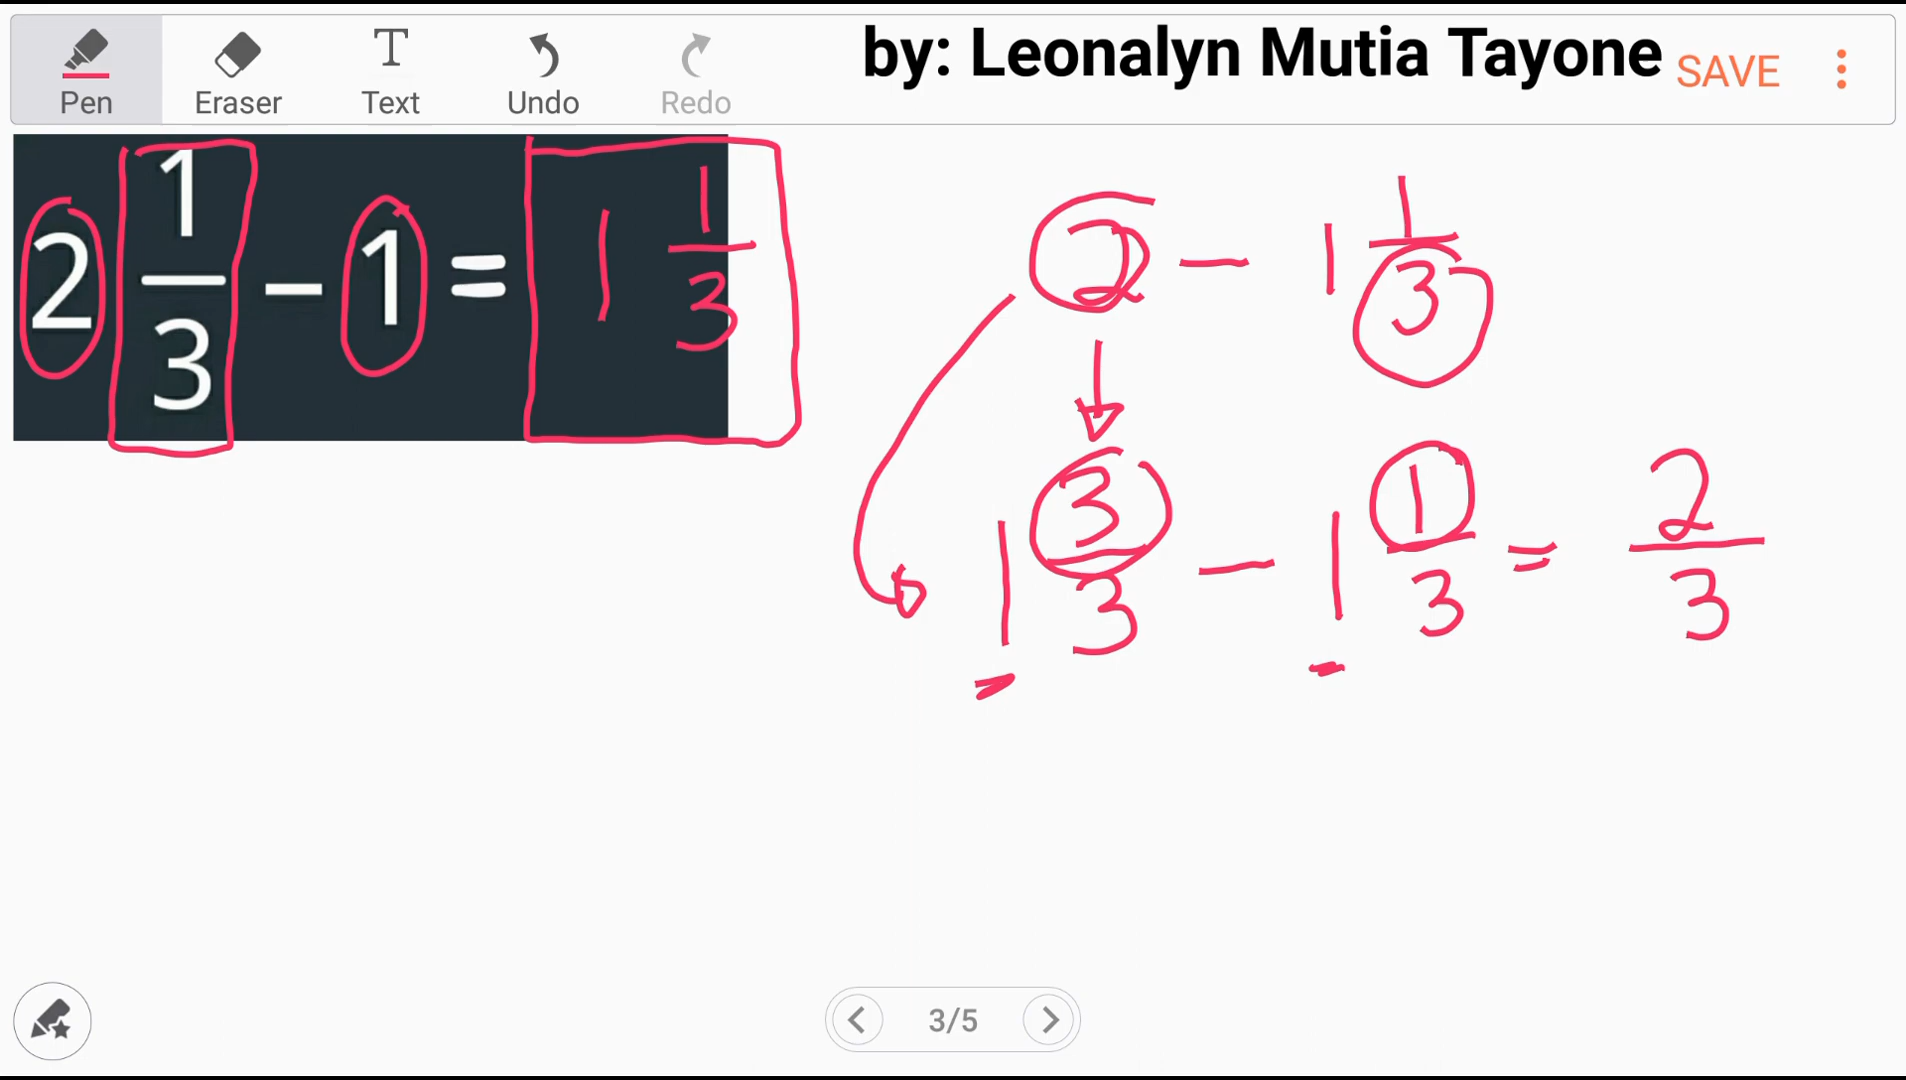 Pen Eraser Text Undo Redo by: Leonalyn Mutia Tayone SAVE
2 1/3 - 1 = 1 1/3
2 - 1 1/3
1 3/3 - 1 1/3 = 2/3
3/5